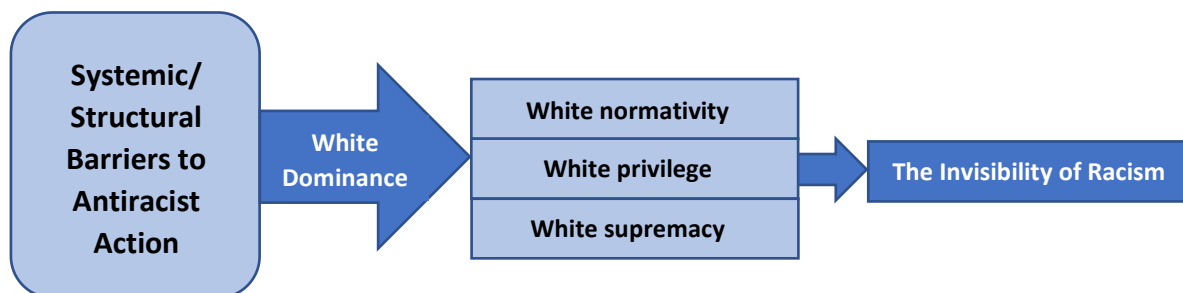 Systemic/
Structural
Barriers to
Antiracist
Action
White
Dominance
White normativity
White privilege
White supremacy
The Invisibility of Racism